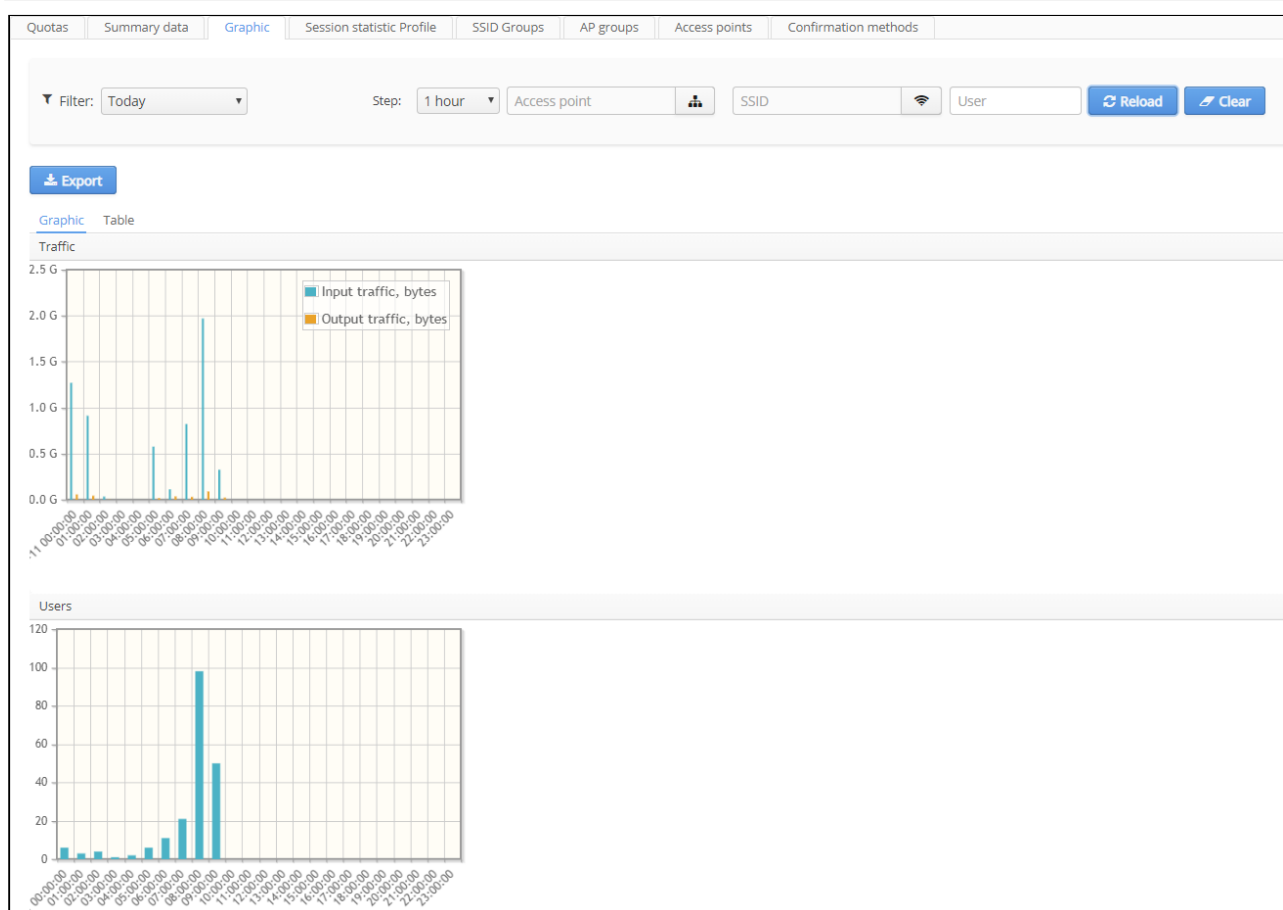 Quotas Summary data Graphic Session statistic Profile SSID Groups AP groups Access points Confirmation methods
Filter: Today Step: 1 hour Access point SSID User Reload Clear
Export
Graphic Table
Traffic
2.5 G
2.0 G
1.5 G
1.0 G
0.5 G
0.0 G
Input traffic, bytes
Output traffic, bytes
-11 00:00:00 01:00:00 02:00:00 03:00:00 04:00:00 05:00:00 06:00:00 07:00:00 08:00:00 09:00:00 10:00:00 11:00:00 12:00:00 13:00:00 14:00:00 15:00:00 16:00:00 17:00:00 18:00:00 19:00:00 20:00:00 21:00:00 22:00:00 23:00:00
Users
120
100
80
60
40
20
0
00:00:00 01:00:00 02:00:00 03:00:00 04:00:00 05:00:00 06:00:00 07:00:00 08:00:00 09:00:00 10:00:00 11:00:00 12:00:00 13:00:00 14:00:00 15:00:00 16:00:00 17:00:00 18:00:00 19:00:00 20:00:00 21:00:00 22:00:00 23:00:00